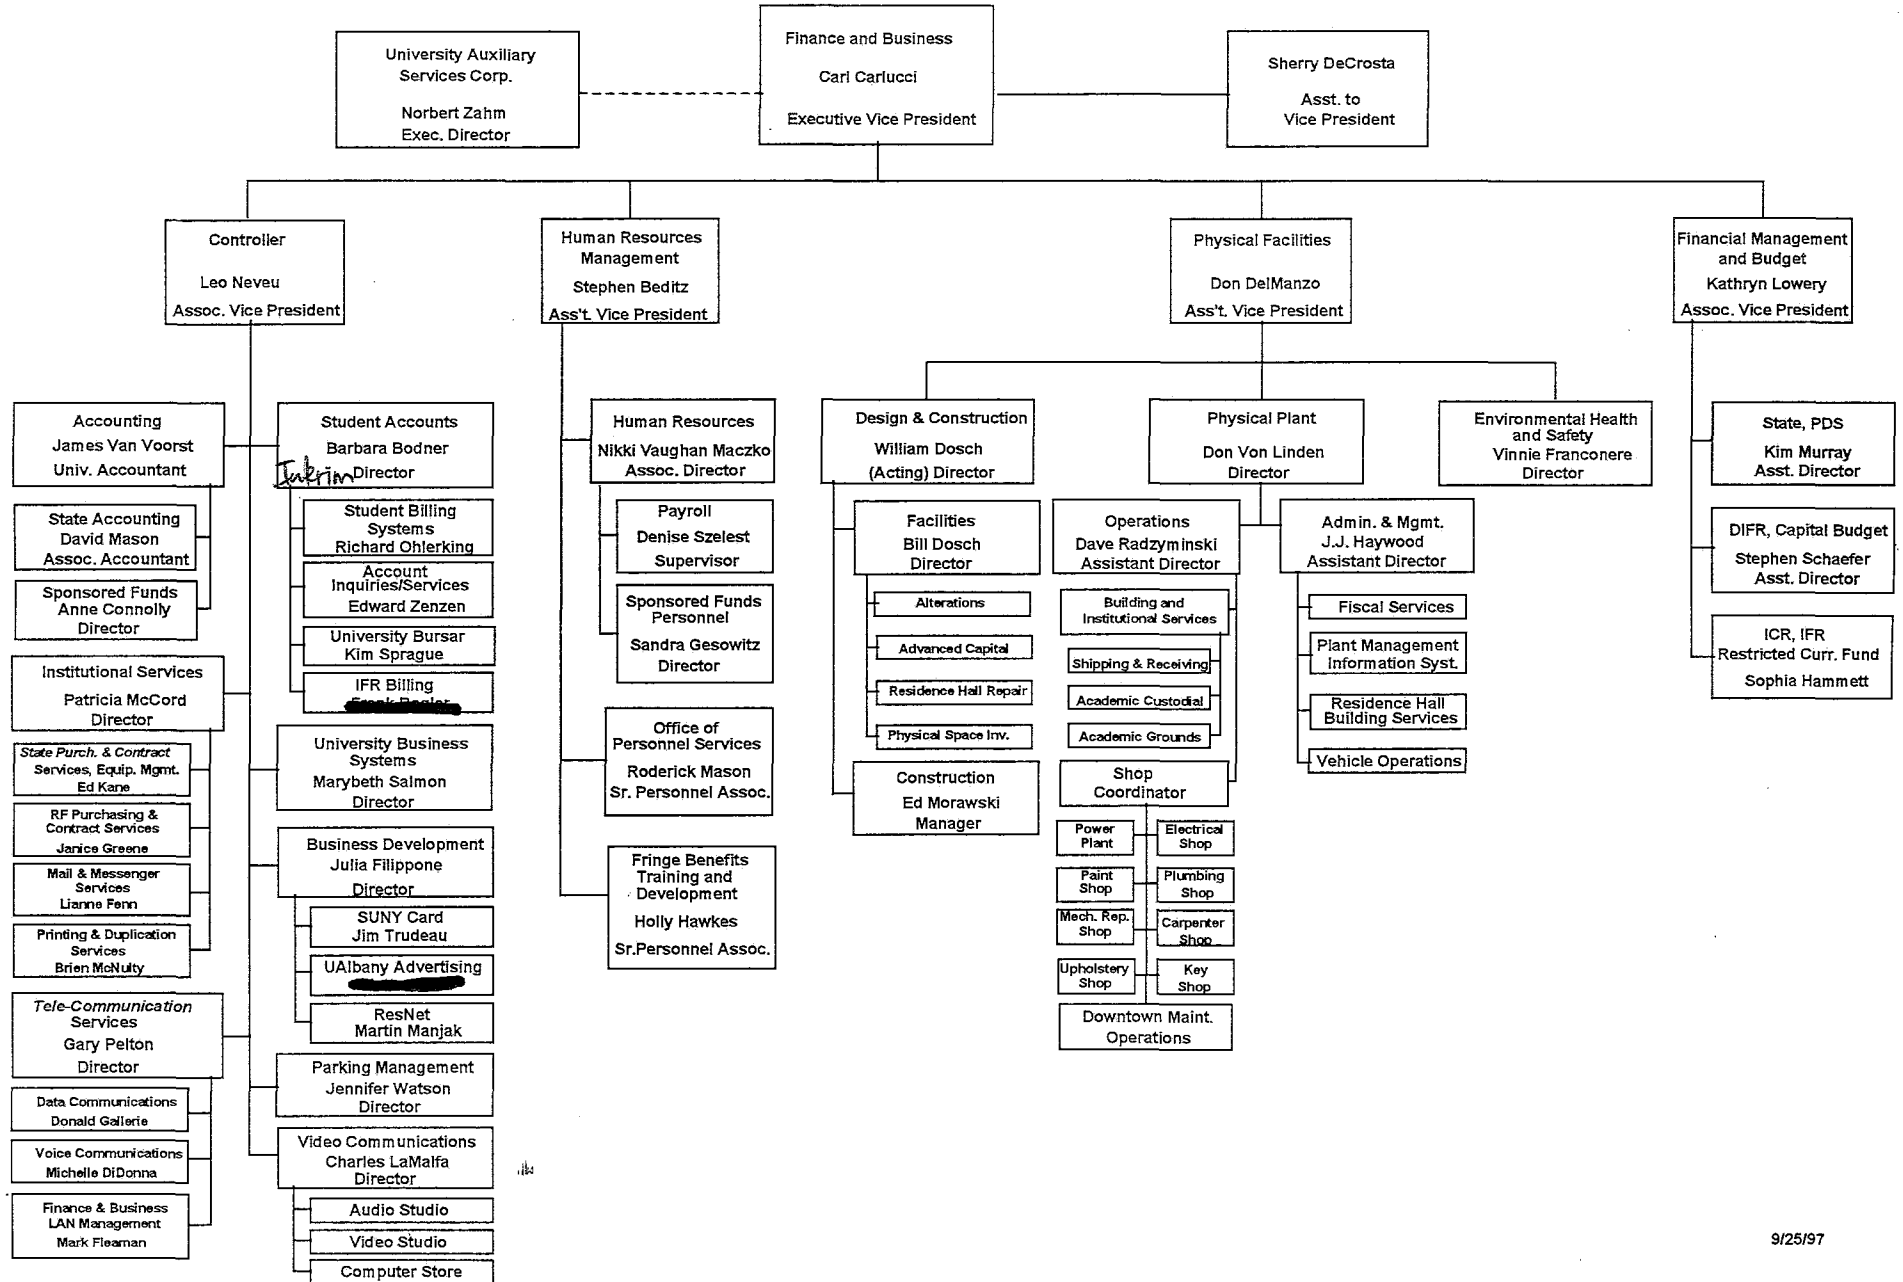 University Auxiliary
Services Corp.
Norbert Zahm
Exec. Director
Finance and Business
Carl Carlucci
Executive Vice President
Sherry DeCrosta
Asst. to
Vice President
Controller
Leo Neveu
Assoc. Vice President
Human Resources
Management
Stephen Beditz
Ass't. Vice President
Physical Facilities
Don DelManzo
Ass't. Vice President
Financial Management
and Budget
Kathryn Lowery
Assoc. Vice President
Accounting
James Van Voorst
Univ. Accountant
State Accounting
David Mason
Assoc. Accountant
Sponsored Funds
Anne Connolly
Director
Institutional Services
Patricia McCord
Director
State Purch. & Contract
Services, Equip. Mgmt.
Ed Kane
RF Purchasing &
Contract Services
Janice Greene
Mail & Messenger
Services
Lianne Fenn
Printing & Duplication
Services
Brien McNulty
Tele-Communication
Services
Gary Pelton
Director
Data Communications
Donald Gallerie
Voice Communications
Michelle DiDonna
Finance & Business
LAN Management
Mark Fleaman
Student Accounts
Barbara Bodner
Interim Director
Student Billing
Systems
Richard Ohlerking
Account
Inquiries/Services
Edward Zenzen
University Bursar
Kim Sprague
IFR Billing
University Business
Systems
Marybeth Salmon
Director
Business Development
Julia Filippone
Director
SUNY Card
Jim Trudeau
UAlbany Advertising
ResNet
Martin Manjak
Parking Management
Jennifer Watson
Director
Video Communications
Charles LaMalfa
Director
Audio Studio
Video Studio
Computer Store
Human Resources
Nikki Vaughan Maczko
Assoc. Director
Payroll
Denise Szelest
Supervisor
Sponsored Funds
Personnel
Sandra Gesowitz
Director
Office of
Personnel Services
Roderick Mason
Sr. Personnel Assoc.
Fringe Benefits
Training and
Development
Holly Hawkes
Sr.Personnel Assoc.
Design & Construction
William Dosch
(Acting) Director
Facilities
Bill Dosch
Director
Alterations
Advanced Capital
Residence Hall Repair
Physical Space Inv.
Construction
Ed Morawski
Manager
Physical Plant
Don Von Linden
Director
Operations
Dave Radzyminski
Assistant Director
Building and
Institutional Services
Shipping & Receiving
Academic Custodial
Academic Grounds
Shop
Coordinator
Power
Plant
Electrical
Shop
Paint
Shop
Plumbing
Shop
Mech. Rep.
Shop
Carpenter
Shop
Upholstery
Shop
Key
Shop
Downtown Maint.
Operations
Admin. & Mgmt.
J.J. Haywood
Assistant Director
Fiscal Services
Plant Management
Information Syst.
Residence Hall
Building Services
Vehicle Operations
Environmental Health
and Safety
Vinnie Franconere
Director
State, PDS
Kim Murray
Asst. Director
DIFR, Capital Budget
Stephen Schaefer
Asst. Director
ICR, IFR
Restricted Curr. Fund
Sophia Hammett
9/25/97